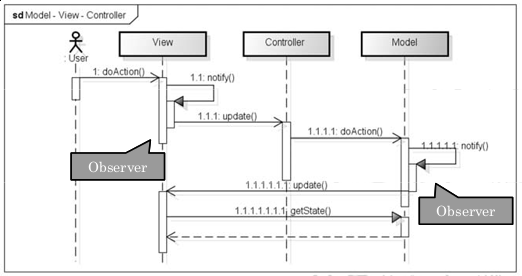 sd Model - View - Controller
View
Controller
Model
: User
1: doAction()
1.1: notify()
1.1.1: update()
1.1.1.1: doAction()
1.1.1.1.1: notify()
Observer
1.1.1.1.1.1: update()
1.1.1.1.1.1.1: getState()
Observer